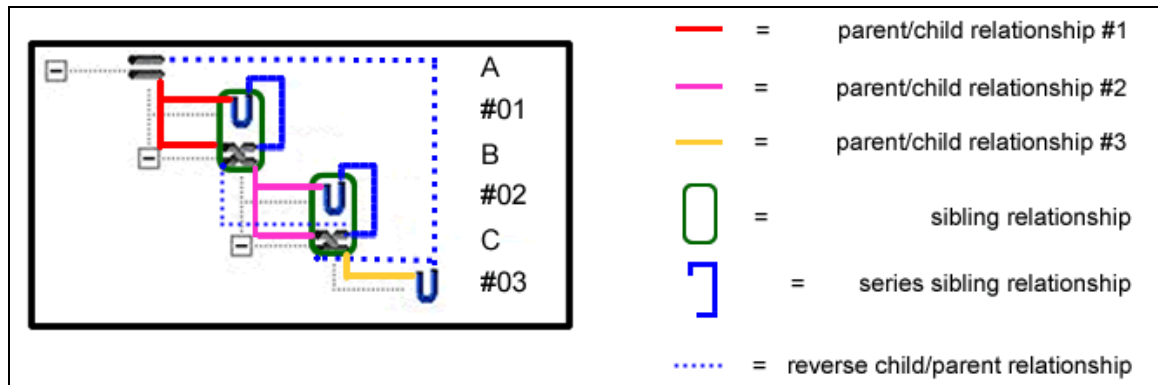 A
#01
B
#02
C
#03
= parent/child relationship #1
= parent/child relationship #2
= parent/child relationship #3
= sibling relationship
= series sibling relationship
= reverse child/parent relationship